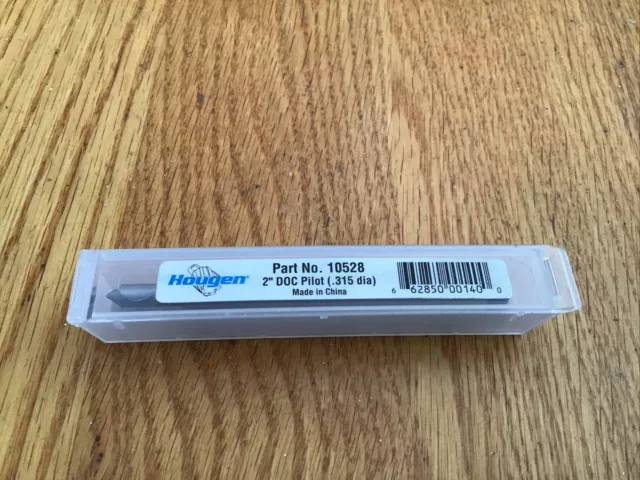 Hougen®
Part No. 10528
2" DOC Pilot (.315 dia)
Made in China
6 62850 00140 0